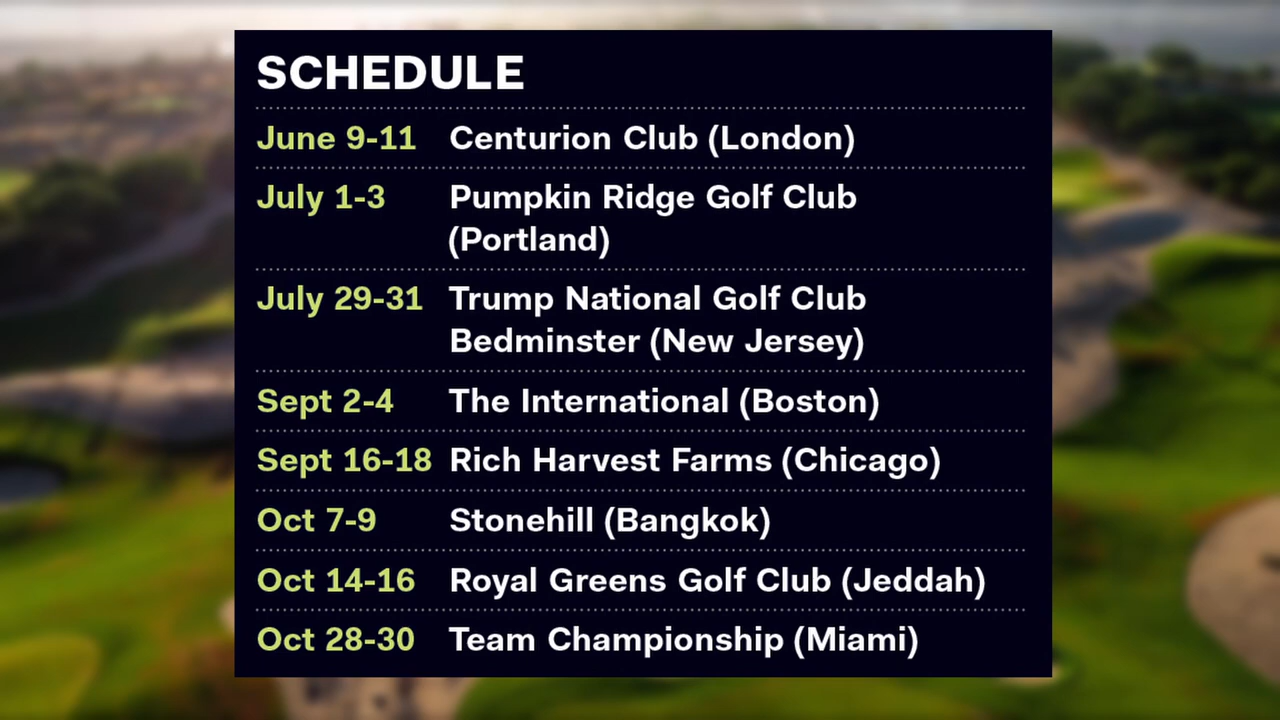 SCHEDULE
June 9-11 Centurion Club (London)
July 1-3 Pumpkin Ridge Golf Club
(Portland)
July 29-31 Trump National Golf Club
Bedminster (New Jersey)
Sept 2-4 The International (Boston)
Sept 16-18 Rich Harvest Farms (Chicago)
Oct 7-9 Stonehill (Bangkok)
Oct 14-16 Royal Greens Golf Club (Jeddah)
Oct 28-30 Team Championship (Miami)